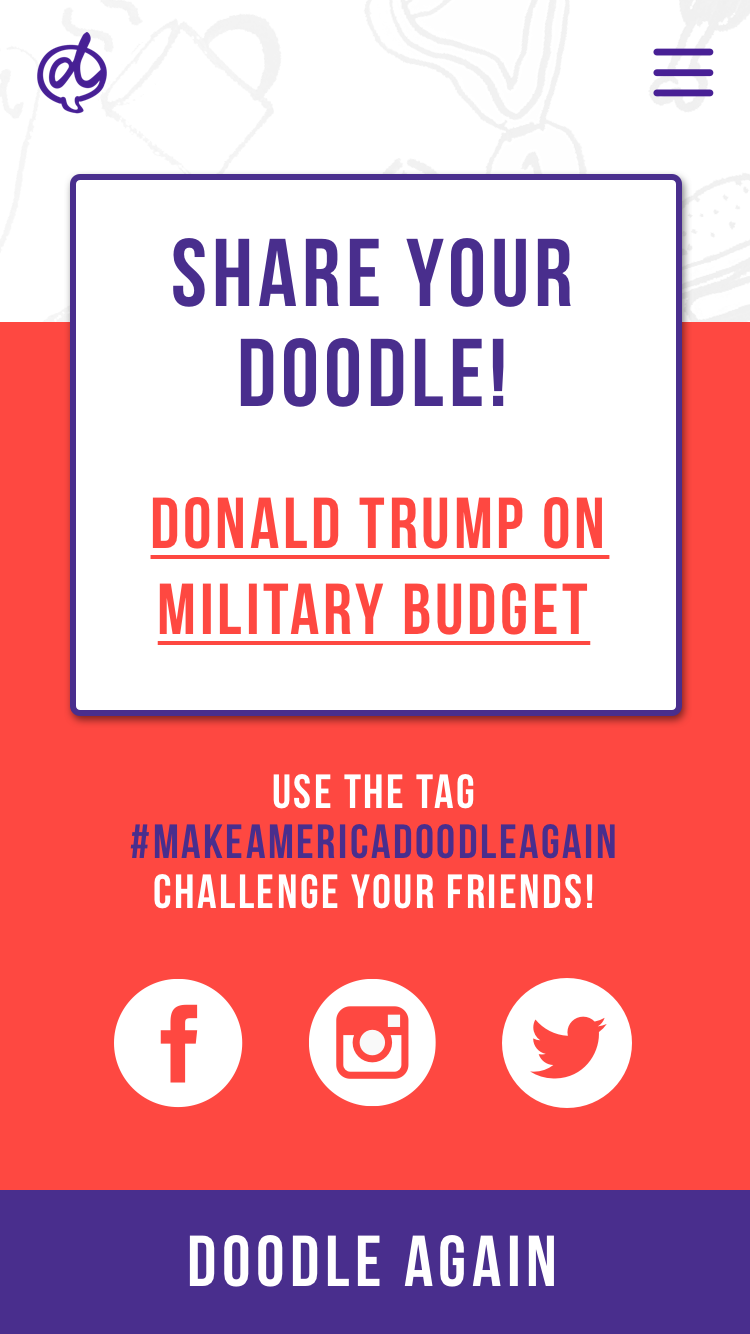 SHARE YOUR
DOODLE!
DONALD TRUMP ON
MILITARY BUDGET
USE THE TAG
#MAKEAMERICADOODLEAGAIN
CHALLENGE YOUR FRIENDS!
DOODLE AGAIN